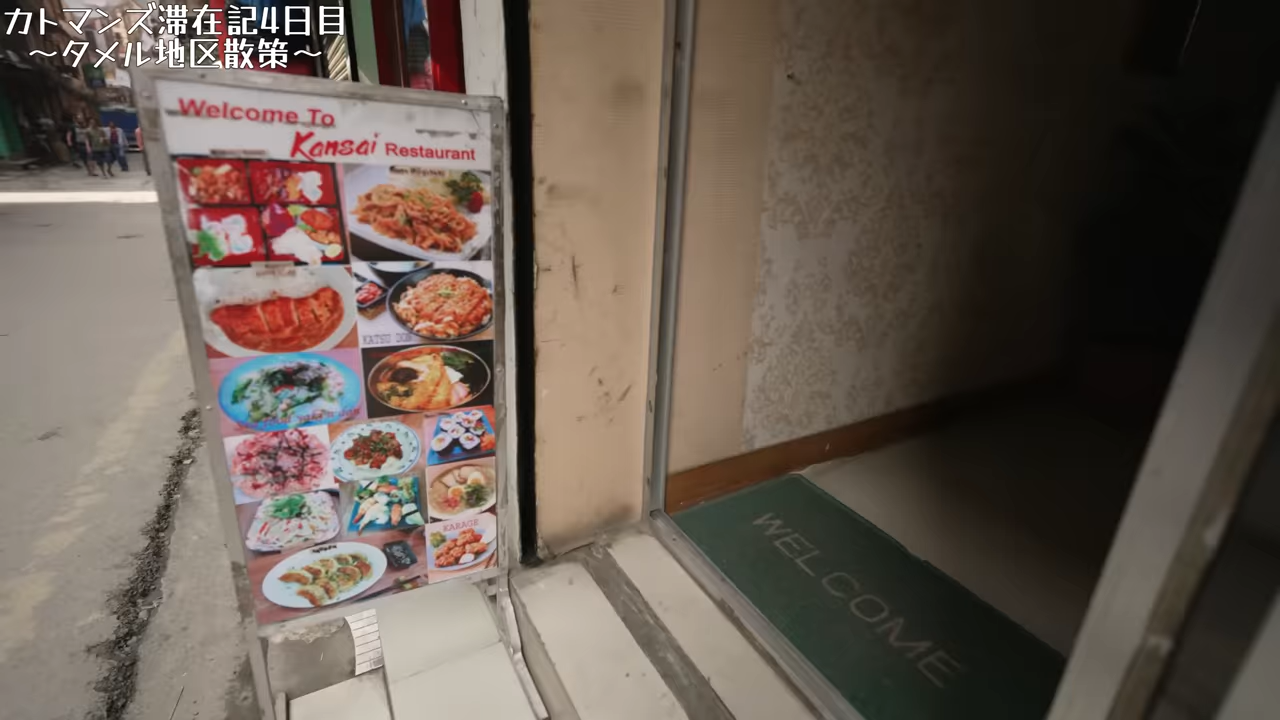 カトマンズ滞在記4日目
～タメル地区散策～
Welcome To
Kansai Restaurant
KATSU DON
KARAGE
WELCOME